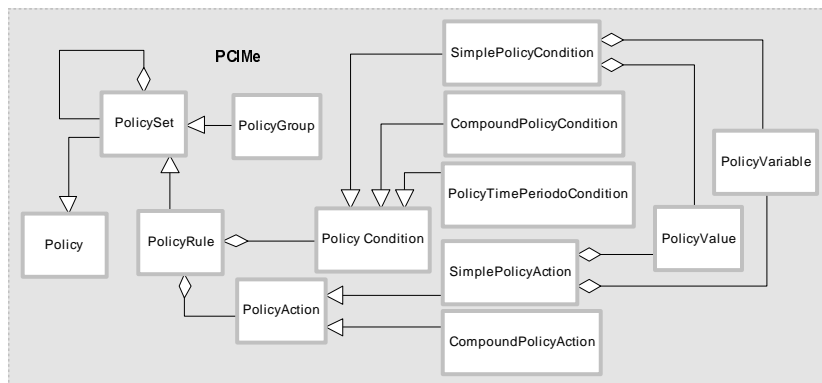 PCIMe
SimplePolicyCondition
PolicySet
PolicyGroup
CompoundPolicyCondition
PolicyVariable
PolicyTimePeriodoCondition
Policy
PolicyRule
Policy Condition
PolicyValue
SimplePolicyAction
PolicyAction
CompoundPolicyAction